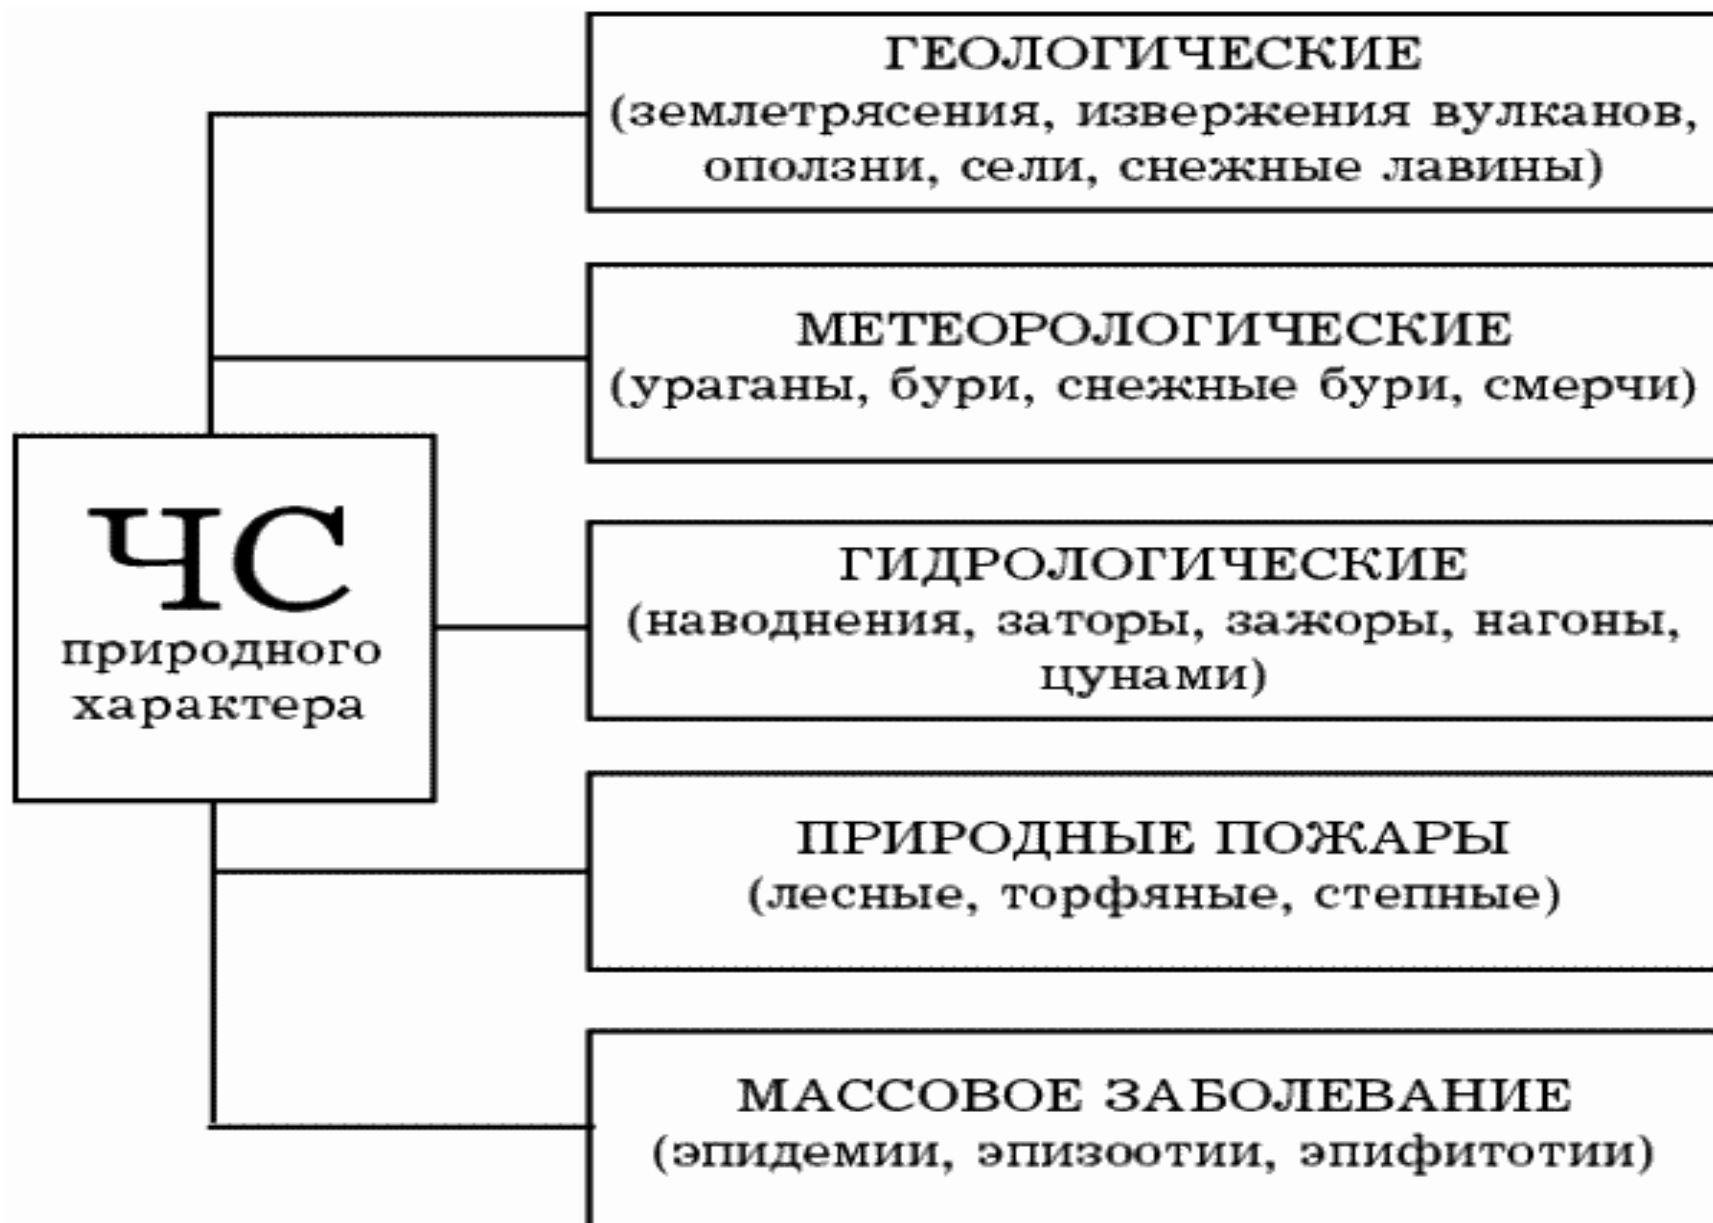 ГЕОЛОГИЧЕСКИЕ
(землетрясения, извержения вулканов,
оползни, сели, снежные лавины)
МЕТЕОРОЛОГИЧЕСКИЕ
(ураганы, бури, снежные бури, смерчи)
ЧС
природного
характера
ГИДРОЛОГИЧЕСКИЕ
(наводнения, заторы, зажоры, нагоны,
цунами)
ПРИРОДНЫЕ ПОЖАРЫ
(лесные, торфяные, степные)
МАССОВОЕ ЗАБОЛЕВАНИЕ
(эпидемии, эпизоотии, эпифитотии)